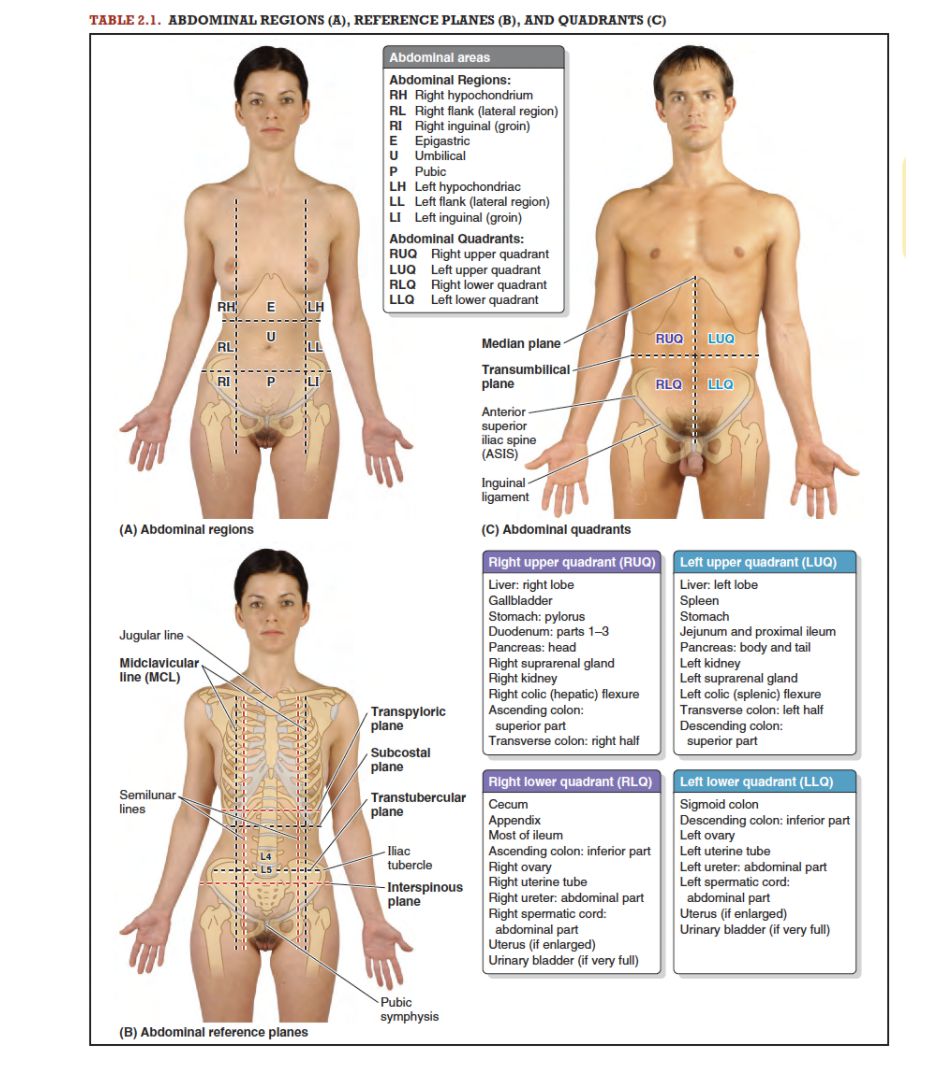 TABLE 2.1. ABDOMINAL REGIONS (A), REFERENCE PLANES (B), AND QUADRANTS (C)
Abdominal areas
Abdominal Regions:
RH Right hypochondrium
RL Right flank (lateral region)
RI Right inguinal (groin)
E Epigastric
U Umbilical
P Pubic
LH Left hypochondriac
LL Left flank (lateral region)
LI Left inguinal (groin)
Abdominal Quadrants:
RUQ Right upper quadrant
LUQ Left upper quadrant
RLQ Right lower quadrant
LLQ Left lower quadrant
RH E LH
U
RL LL
RI P LI
(A) Abdominal regions
Median plane
Transumbilical
plane
Anterior
superior
iliac spine
(ASIS)
Inguinal
ligament
RUQ LUQ
RLQ LLQ
(C) Abdominal quadrants
Jugular line
Midclavicular
line (MCL)
Semilunar
lines
Transpyloric
plane
Subcostal
plane
Transtubercular
plane
Iliac
tubercle
Interspinous
plane
Pubic
symphysis
L4
L5
(B) Abdominal reference planes
Right upper quadrant (RUQ)
Liver: right lobe
Gallbladder
Stomach: pylorus
Duodenum: parts 1–3
Pancreas: head
Right suprarenal gland
Right kidney
Right colic (hepatic) flexure
Ascending colon:
superior part
Transverse colon: right half
Left upper quadrant (LUQ)
Liver: left lobe
Spleen
Stomach
Jejunum and proximal ileum
Pancreas: body and tail
Left kidney
Left suprarenal gland
Left colic (splenic) flexure
Transverse colon: left half
Descending colon:
superior part
Right lower quadrant (RLQ)
Cecum
Appendix
Most of ileum
Ascending colon: inferior part
Right ovary
Right uterine tube
Right ureter: abdominal part
Right spermatic cord:
abdominal part
Uterus (if enlarged)
Urinary bladder (if very full)
Left lower quadrant (LLQ)
Sigmoid colon
Descending colon: inferior part
Left ovary
Left uterine tube
Left ureter: abdominal part
Left spermatic cord:
abdominal part
Uterus (if enlarged)
Urinary bladder (if very full)